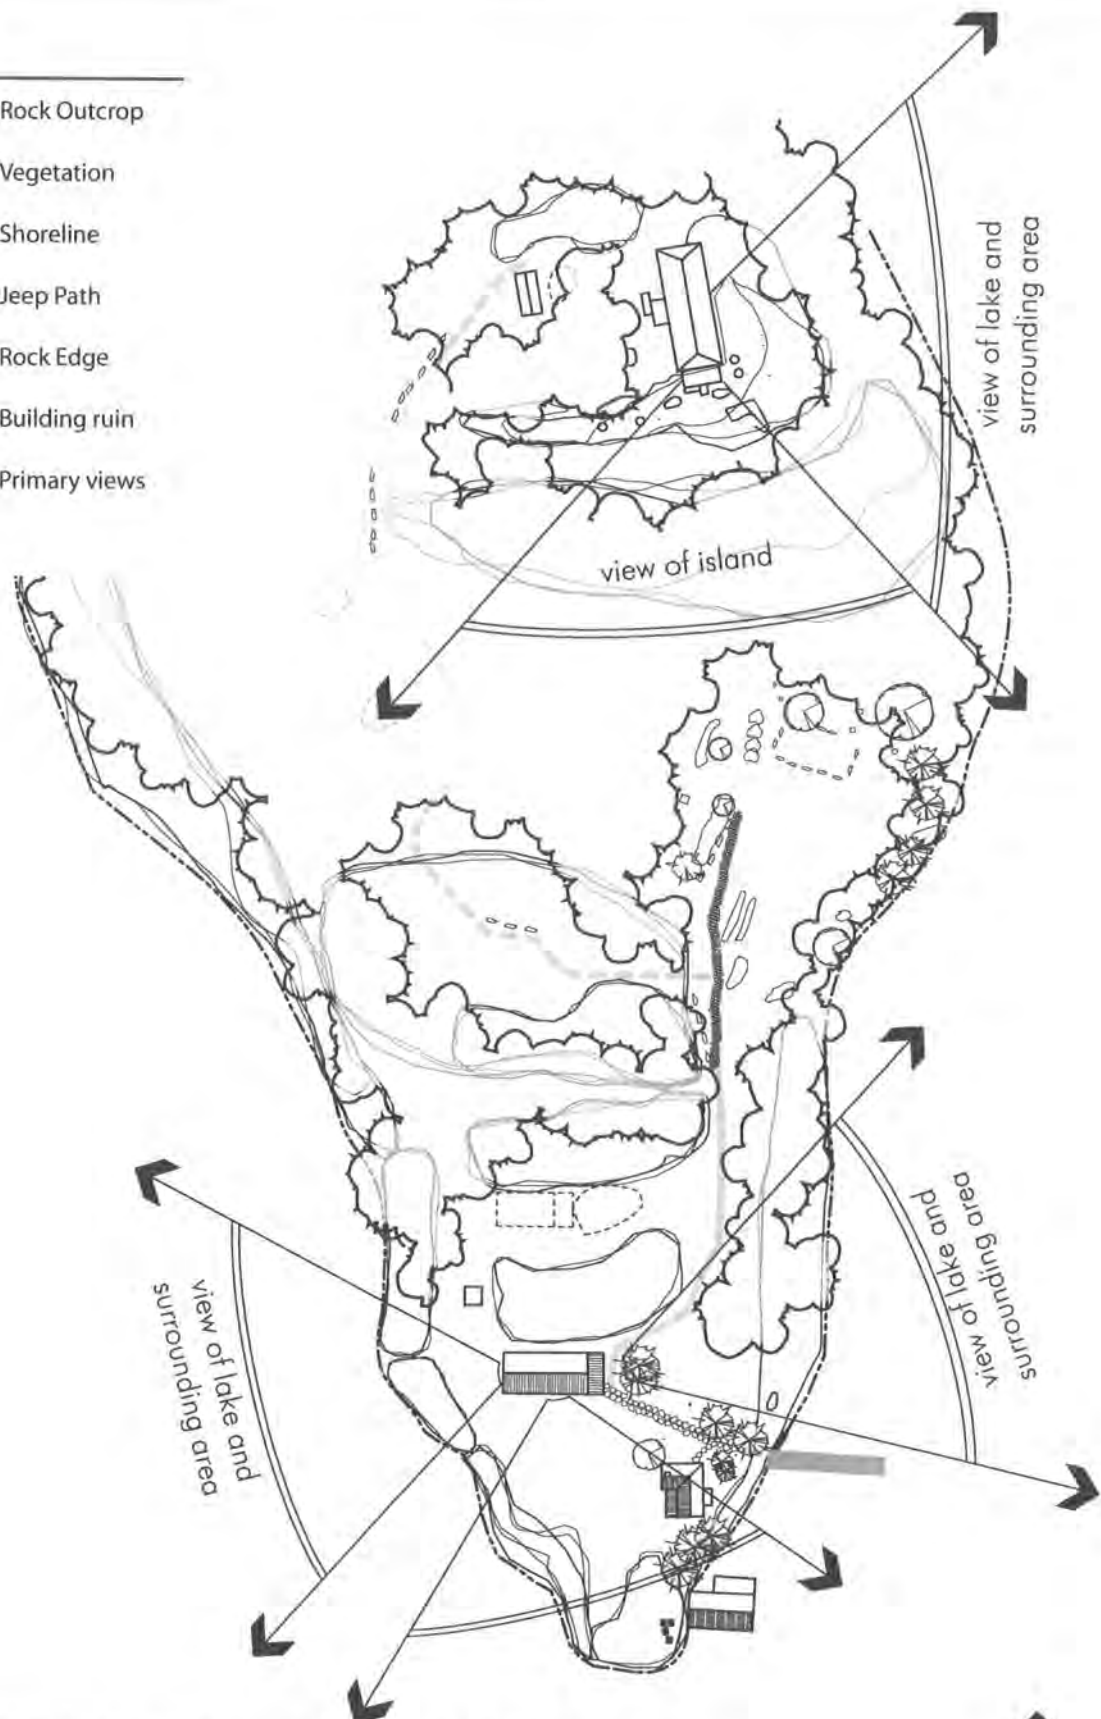 Rock Outcrop
Vegetation
Shoreline
Jeep Path
Rock Edge
Building ruin
Primary views
view of lake and
surrounding area
view of island
view of lake and
surrounding area
view of lake and
surrounding area